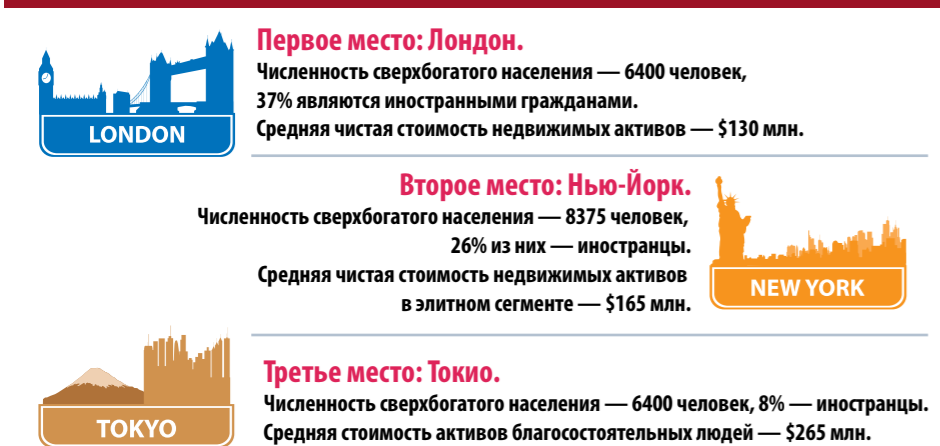 Первое место: Лондон.
Численность сверхбогатого населения — 6400 человек,
37% являются иностранными гражданами.
Средняя чистая стоимость недвижимых активов — $130 млн.
LONDON
Второе место: Нью-Йорк.
Численность сверхбогатого населения — 8375 человек,
26% из них — иностранцы.
Средняя чистая стоимость недвижимых активов
в элитном сегменте — $165 млн.
NEW YORK
Третье место: Токио.
Численность сверхбогатого населения — 6400 человек, 8% — иностранцы.
Средняя стоимость активов благосостоятельных людей — $265 млн.
TOKYO